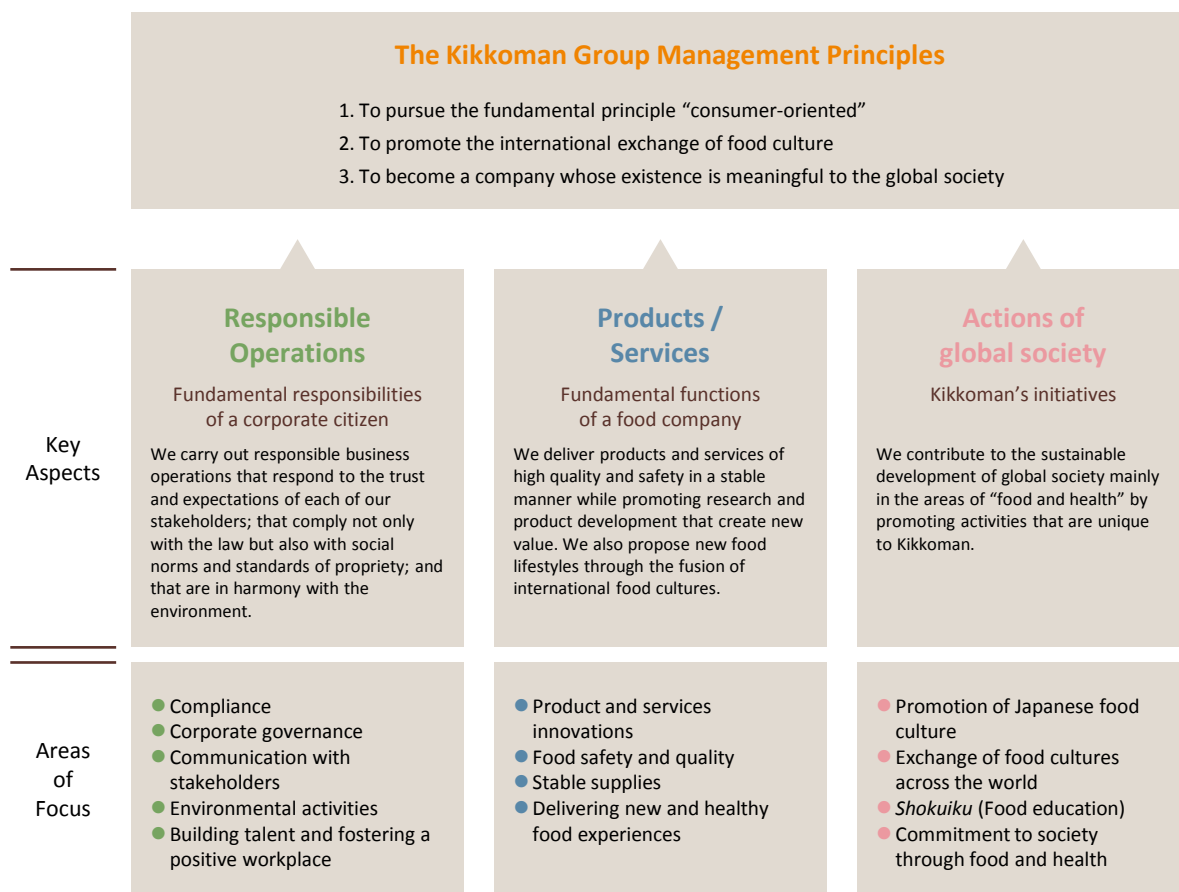 The Kikkoman Group Management Principles
1. To pursue the fundamental principle “consumer-oriented”
2. To promote the international exchange of food culture
3. To become a company whose existence is meaningful to the global society
Key
Aspects
Responsible
Operations
Fundamental responsibilities
of a corporate citizen
We carry out responsible business
operations that respond to the trust
and expectations of each of our
stakeholders; that comply not only
with the law but also with social
norms and standards of propriety; and
that are in harmony with the
environment.
Products /
Services
Fundamental functions
of a food company
We deliver products and services of
high quality and safety in a stable
manner while promoting research and
product development that create new
value. We also propose new food
lifestyles through the fusion of
international food cultures.
Actions of
global society
Kikkoman’s initiatives
We contribute to the sustainable
development of global society mainly
in the areas of “food and health” by
promoting activities that are unique
to Kikkoman.
Areas
of
Focus
Compliance
Corporate governance
Communication with
stakeholders
Environmental activities
Building talent and fostering a
positive workplace
Product and services
innovations
Food safety and quality
Stable supplies
Delivering new and healthy
food experiences
Promotion of Japanese food
culture
Exchange of food cultures
across the world
Shokuiku (Food education)
Commitment to society
through food and health